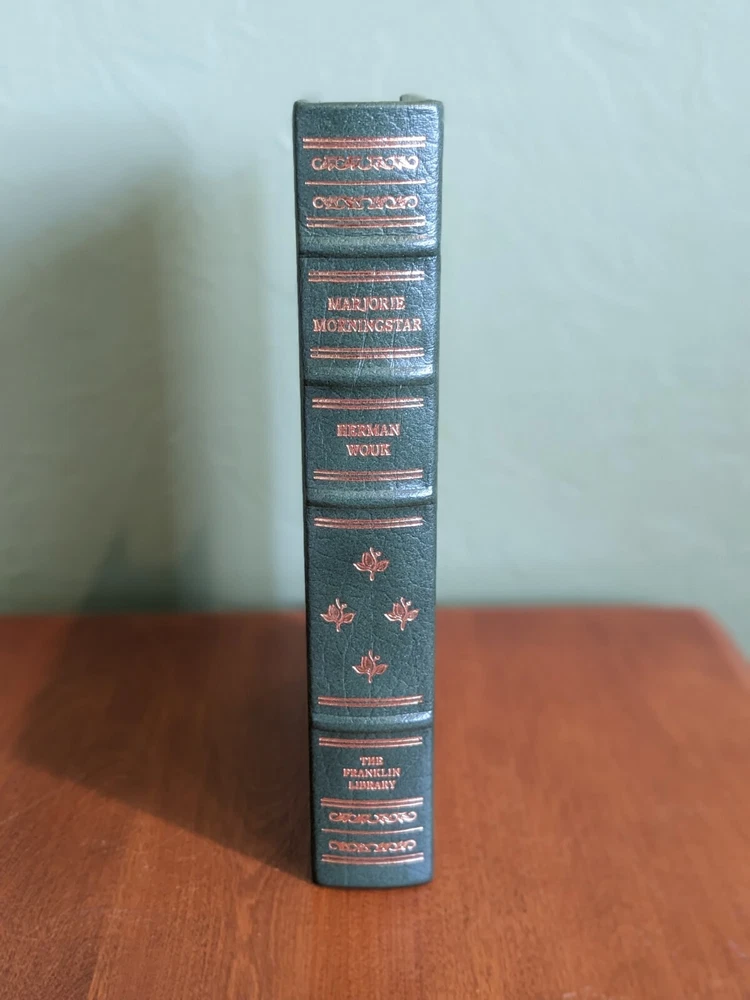 MARJORIE
MORNINGSTAR
HERMAN
WOUK
THE
FRANKLIN
LIBRARY